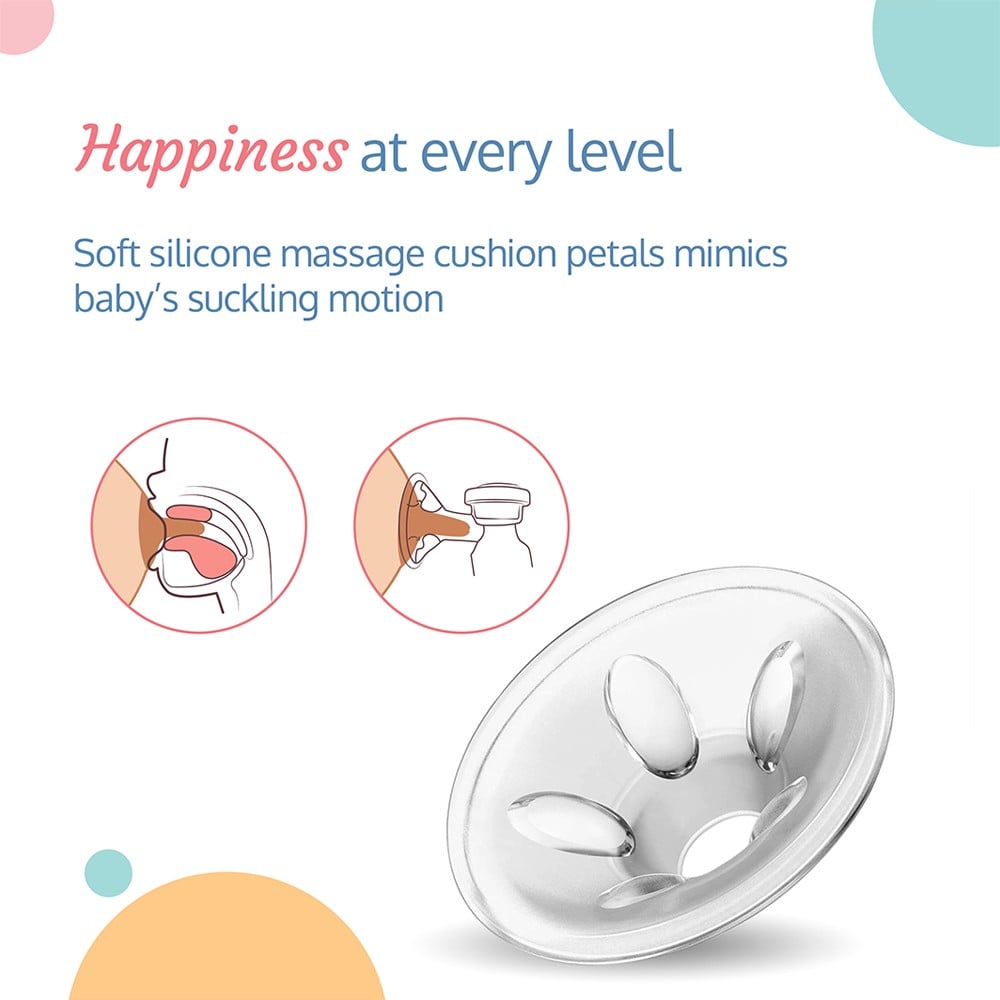 Happiness at every level
Soft silicone massage cushion petals mimics
baby's suckling motion